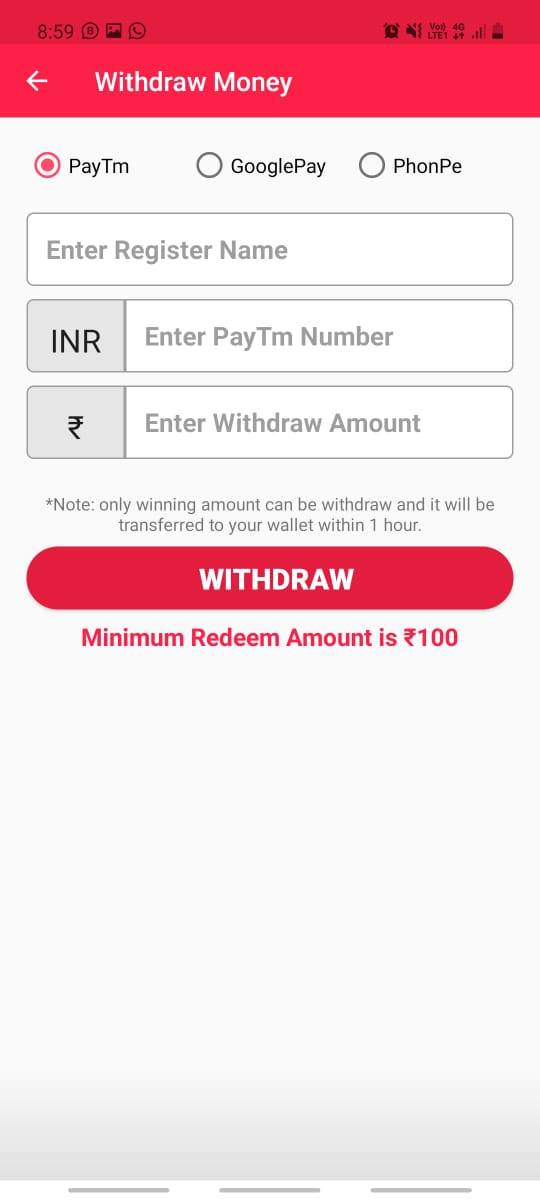 8:59
Vo)) 4G
LTE1
Withdraw Money
PayTm GooglePay PhonPe
Enter Register Name
INR Enter PayTm Number
₹ Enter Withdraw Amount
*Note: only winning amount can be withdraw and it will be
transferred to your wallet within 1 hour.
WITHDRAW
Minimum Redeem Amount is ₹100